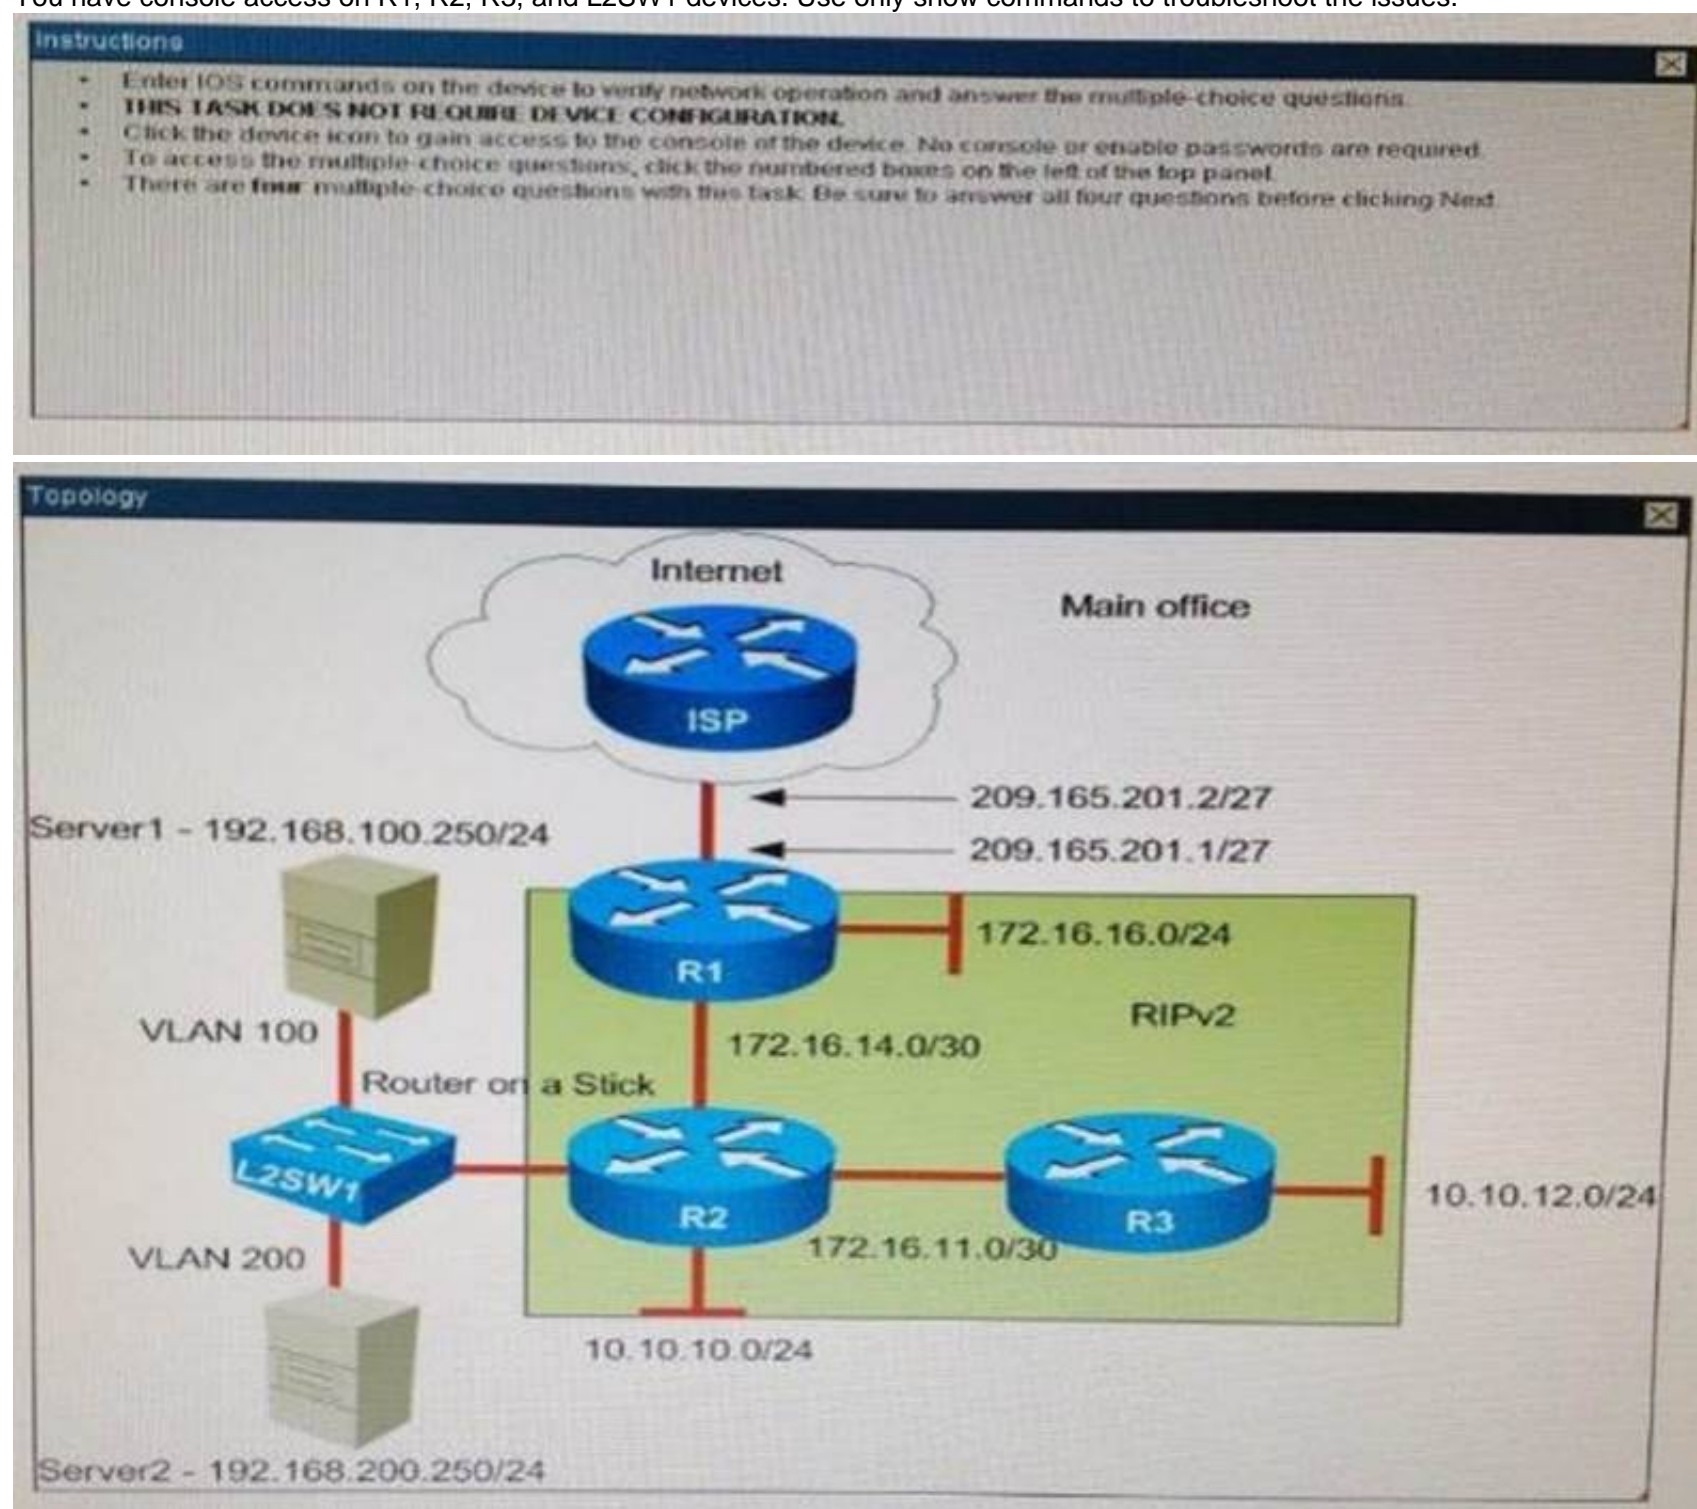 You have console access on R1, R2, R3, and L2SW1 devices. Use only show commands to troubleshoot the issues.
Instructions
• Enter IOS commands on the device to verify network operation and answer the multiple-choice questions.
• THIS TASK DOES NOT REQUIRE DEVICE CONFIGURATION.
• Click the device icon to gain access to the console of the device. No console or enable passwords are required.
• To access the multiple-choice questions, click the numbered boxes on the left of the top panel.
• There are four multiple-choice questions with this task. Be sure to answer all four questions before clicking Next.
Topology
Internet
Main office
ISP
209.165.201.2/27
Server1 - 192.168.100.250/24
209.165.201.1/27
172.16.16.0/24
R1
RIPv2
VLAN 100
172.16.14.0/30
Router on a Stick
L2SW1
R2
R3
10.10.12.0/24
VLAN 200
172.16.11.0/30
10.10.10.0/24
Server2 - 192.168.200.250/24